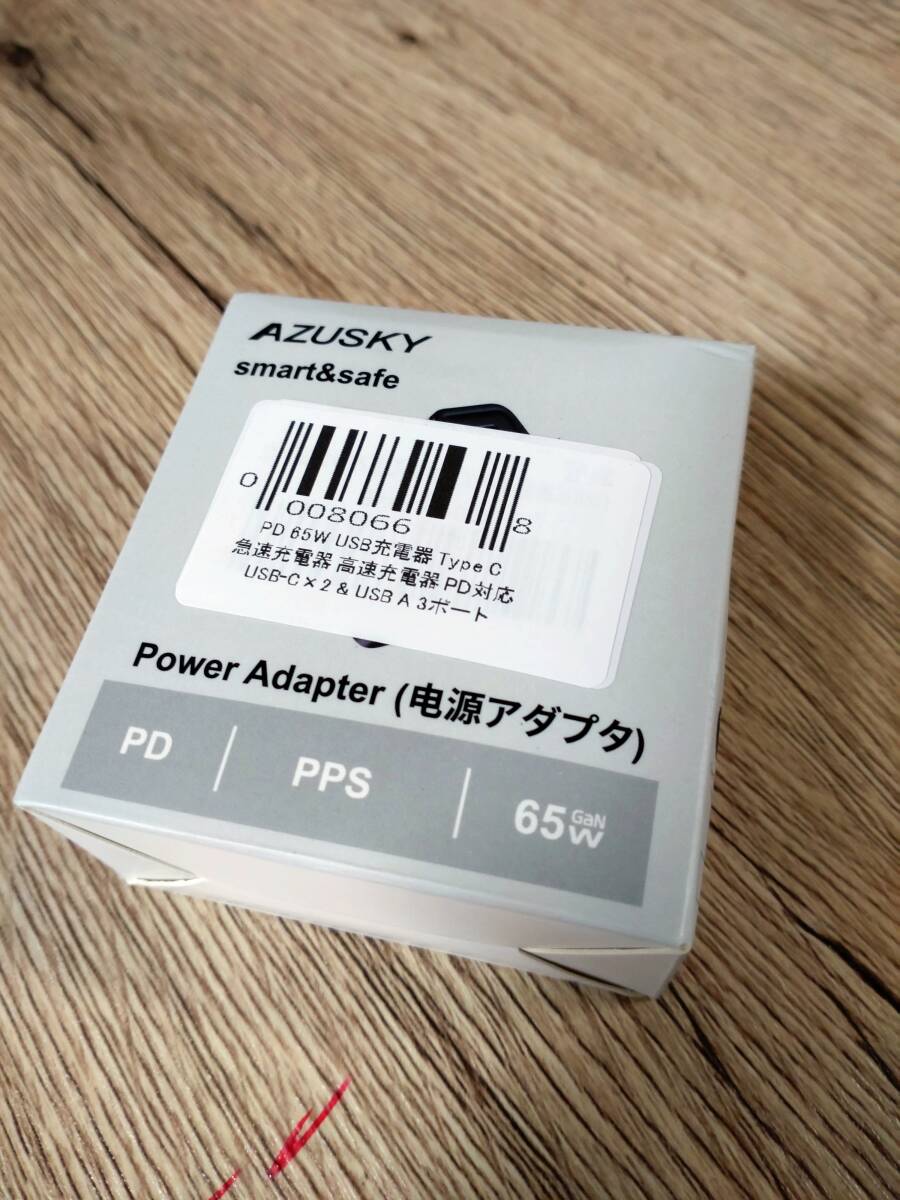 AZUSKY
smart&safe
0 008066 8
PD 65W USB充電器 Type C
急速充電器 高速充電器 PD対応
USB-C×2 & USB A 3ポート
Power Adapter (电源アダプタ)
PD | PPS | 65W GaN